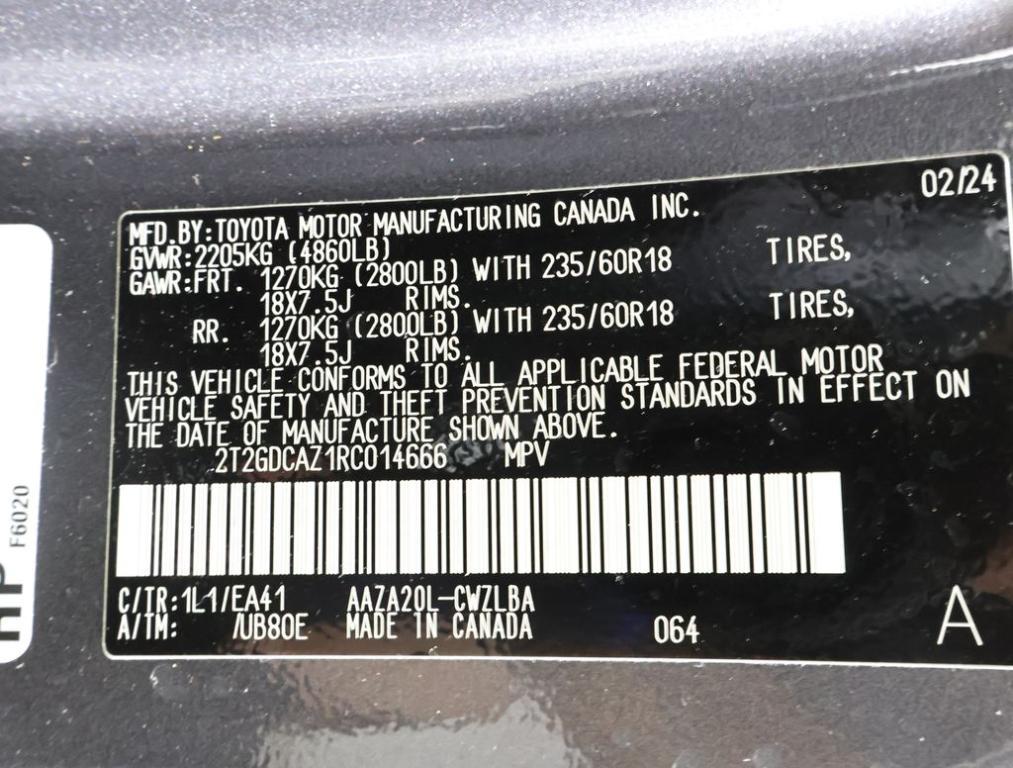 02/24
MFD.BY:TOYOTA MOTOR MANUFACTURING CANADA INC.
GVWR:2205KG (4860LB)
GAWR:FRT. 1270KG (2800LB) WITH 235/60R18 TIRES,
18X7.5J RIMS.
RR. 1270KG (2800LB) WITH 235/60R18 TIRES,
18X7.5J RIMS.
THIS VEHICLE CONFORMS TO ALL APPLICABLE FEDERAL MOTOR
VEHICLE SAFETY AND THEFT PREVENTION STANDARDS IN EFFECT ON
THE DATE OF MANUFACTURE SHOWN ABOVE.
2T2GDCAZ1RC014666 MPV
C/TR:1L1/EA41 AAZA20L-CWZLBA
A/TM: /UB80E MADE IN CANADA 064 A
HP F6020